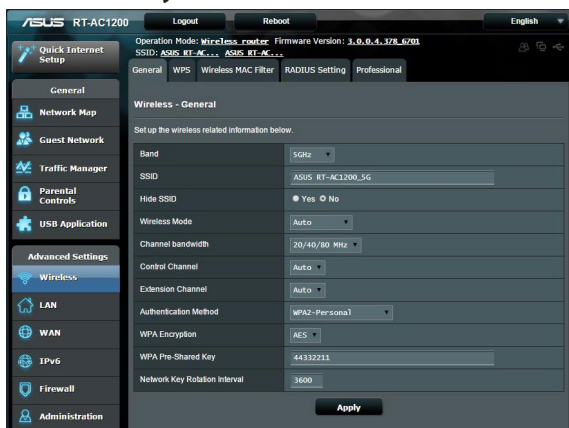 ASUS RT-AC1200 Logout Reboot English
Quick Internet Setup
General
Network Map
Guest Network
Traffic Manager
Parental Controls
USB Application
Advanced Settings
Wireless
LAN
WAN
IPv6
Firewall
Administration
Operation Mode: Wireless router Firmware Version: 3.0.0.4.378_6701
SSID: ASUS RT-AC... ASUS RT-AC...
General WPS Wireless MAC Filter RADIUS Setting Professional
Wireless - General
Set up the wireless related information below.
Band 5GHz
SSID ASUS RT-AC1200_5G
Hide SSID Yes No
Wireless Mode Auto
Channel bandwidth 20/40/80 MHz
Control Channel Auto
Extension Channel Auto
Authentication Method WPA2-Personal
WPA Encryption AES
WPA Pre-Shared Key 44332211
Network Key Rotation Interval 3600
Apply